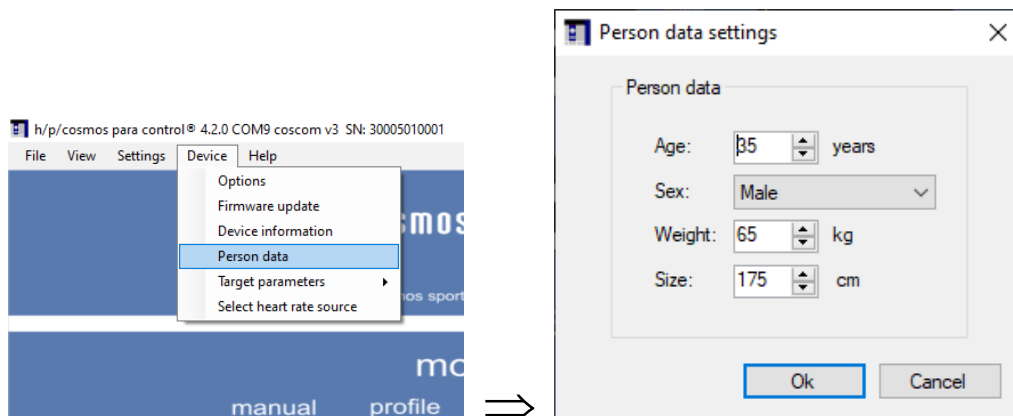 h/p/cosmos para control® 4.2.0 COM9 coscom v3 SN: 30005010001
File View Settings Device Help
Options
Firmware update
Device information
Person data
Target parameters
Select heart rate source
manual profile
⇒
Person data settings
Person data
Age: 35 years
Sex: Male
Weight: 65 kg
Size: 175 cm
Ok Cancel